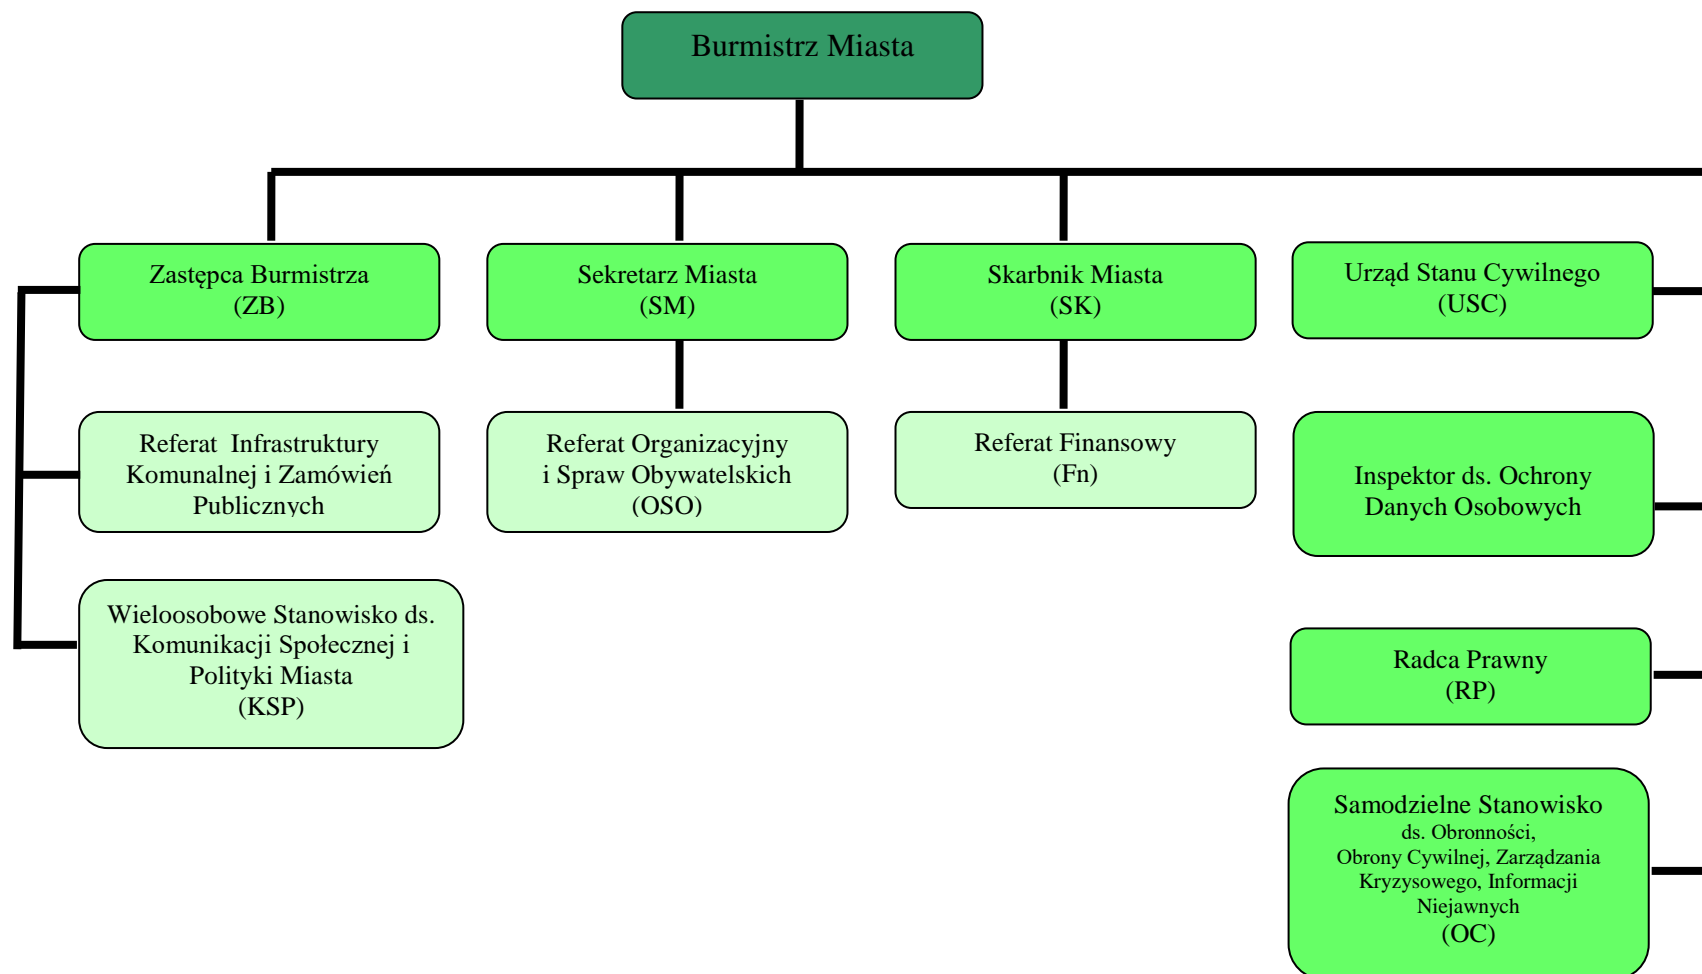 Burmistrz Miasta
Zastępca Burmistrza
(ZB)
Sekretarz Miasta
(SM)
Skarbnik Miasta
(SK)
Urząd Stanu Cywilnego
(USC)
Referat Infrastruktury
Komunalnej i Zamówień
Publicznych
Referat Organizacyjny
i Spraw Obywatelskich
(OSO)
Referat Finansowy
(Fn)
Inspektor ds. Ochrony
Danych Osobowych
Wieloosobowe Stanowisko ds.
Komunikacji Społecznej i
Polityki Miasta
(KSP)
Radca Prawny
(RP)
Samodzielne Stanowisko
ds. Obronności,
Obrony Cywilnej, Zarządzania
Kryzysowego, Informacji
Niejawnych
(OC)